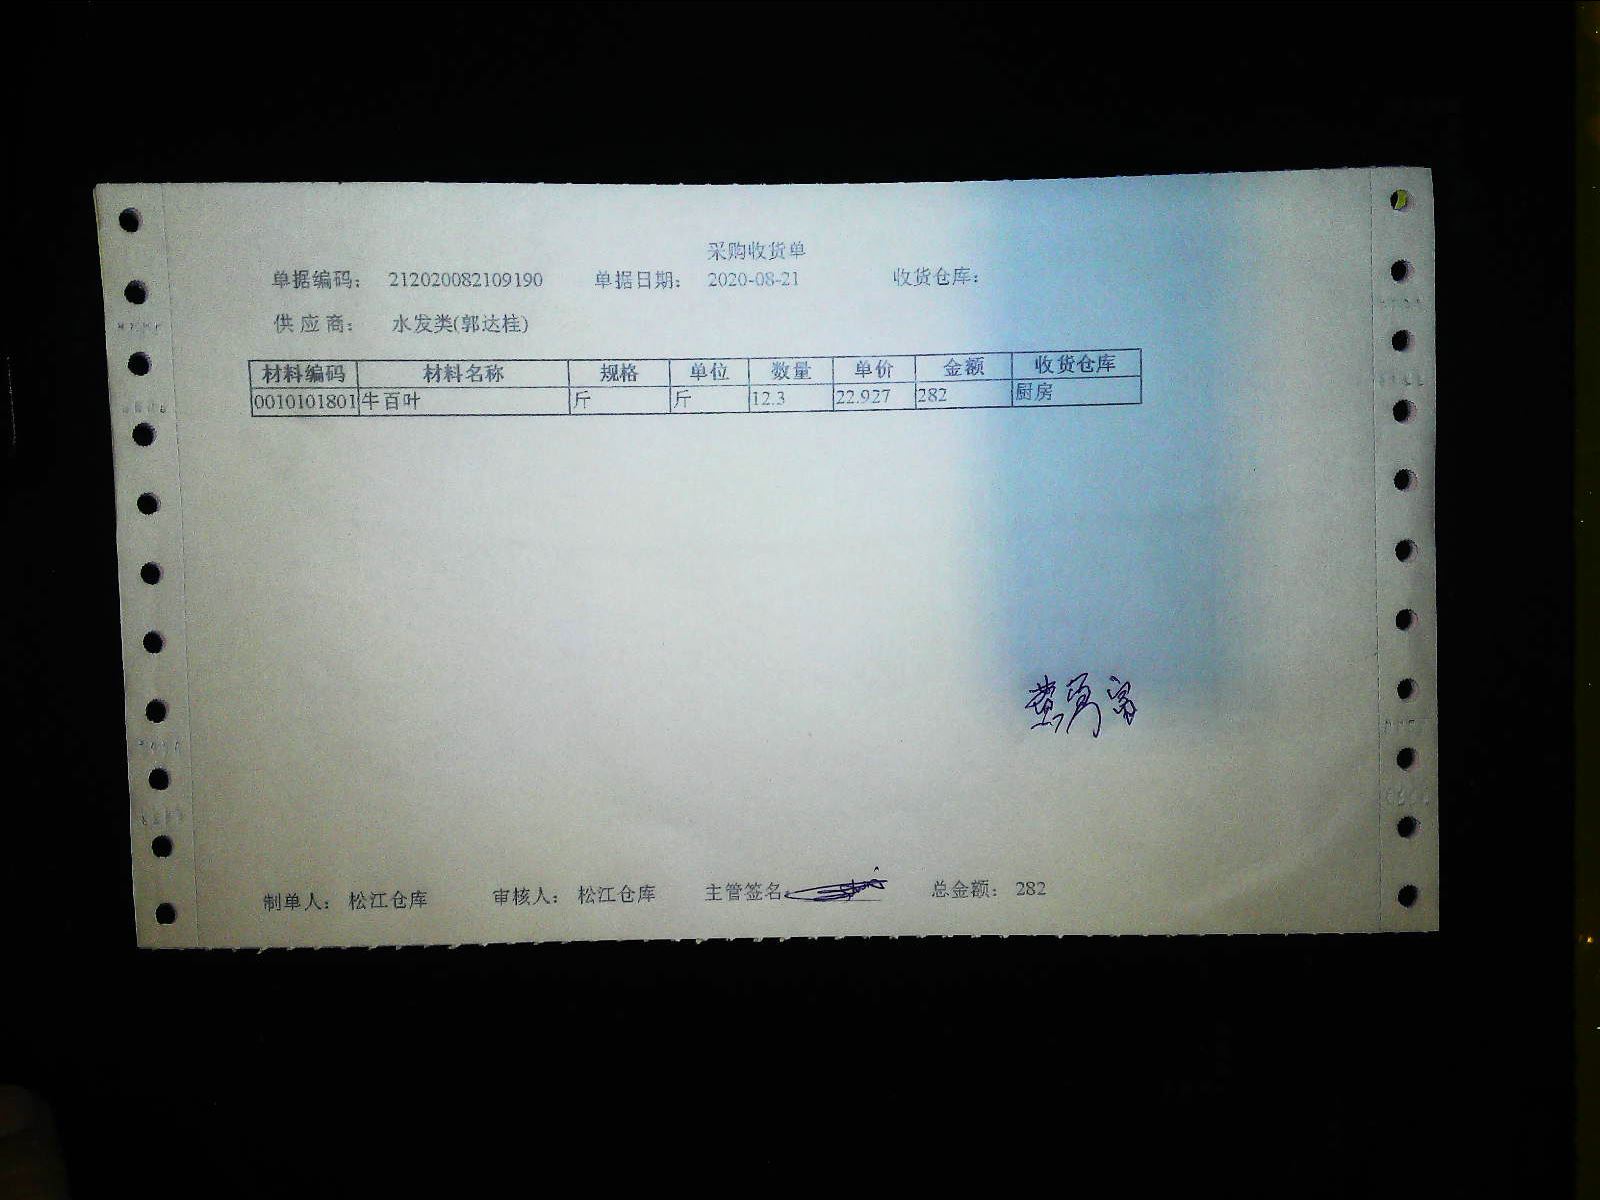 采购收货单
单据编码： 212020082109190 单据日期： 2020-08-21 收货仓库：
供应商： 水发类(郭达桂)
材料编码 材料名称 规格 单位 数量 单价 金额 收货仓库
0010101801 牛百叶 斤 斤 12.3 22.927 282 厨房
制单人： 松江仓库 审核人： 松江仓库 主管签名： 总金额： 282